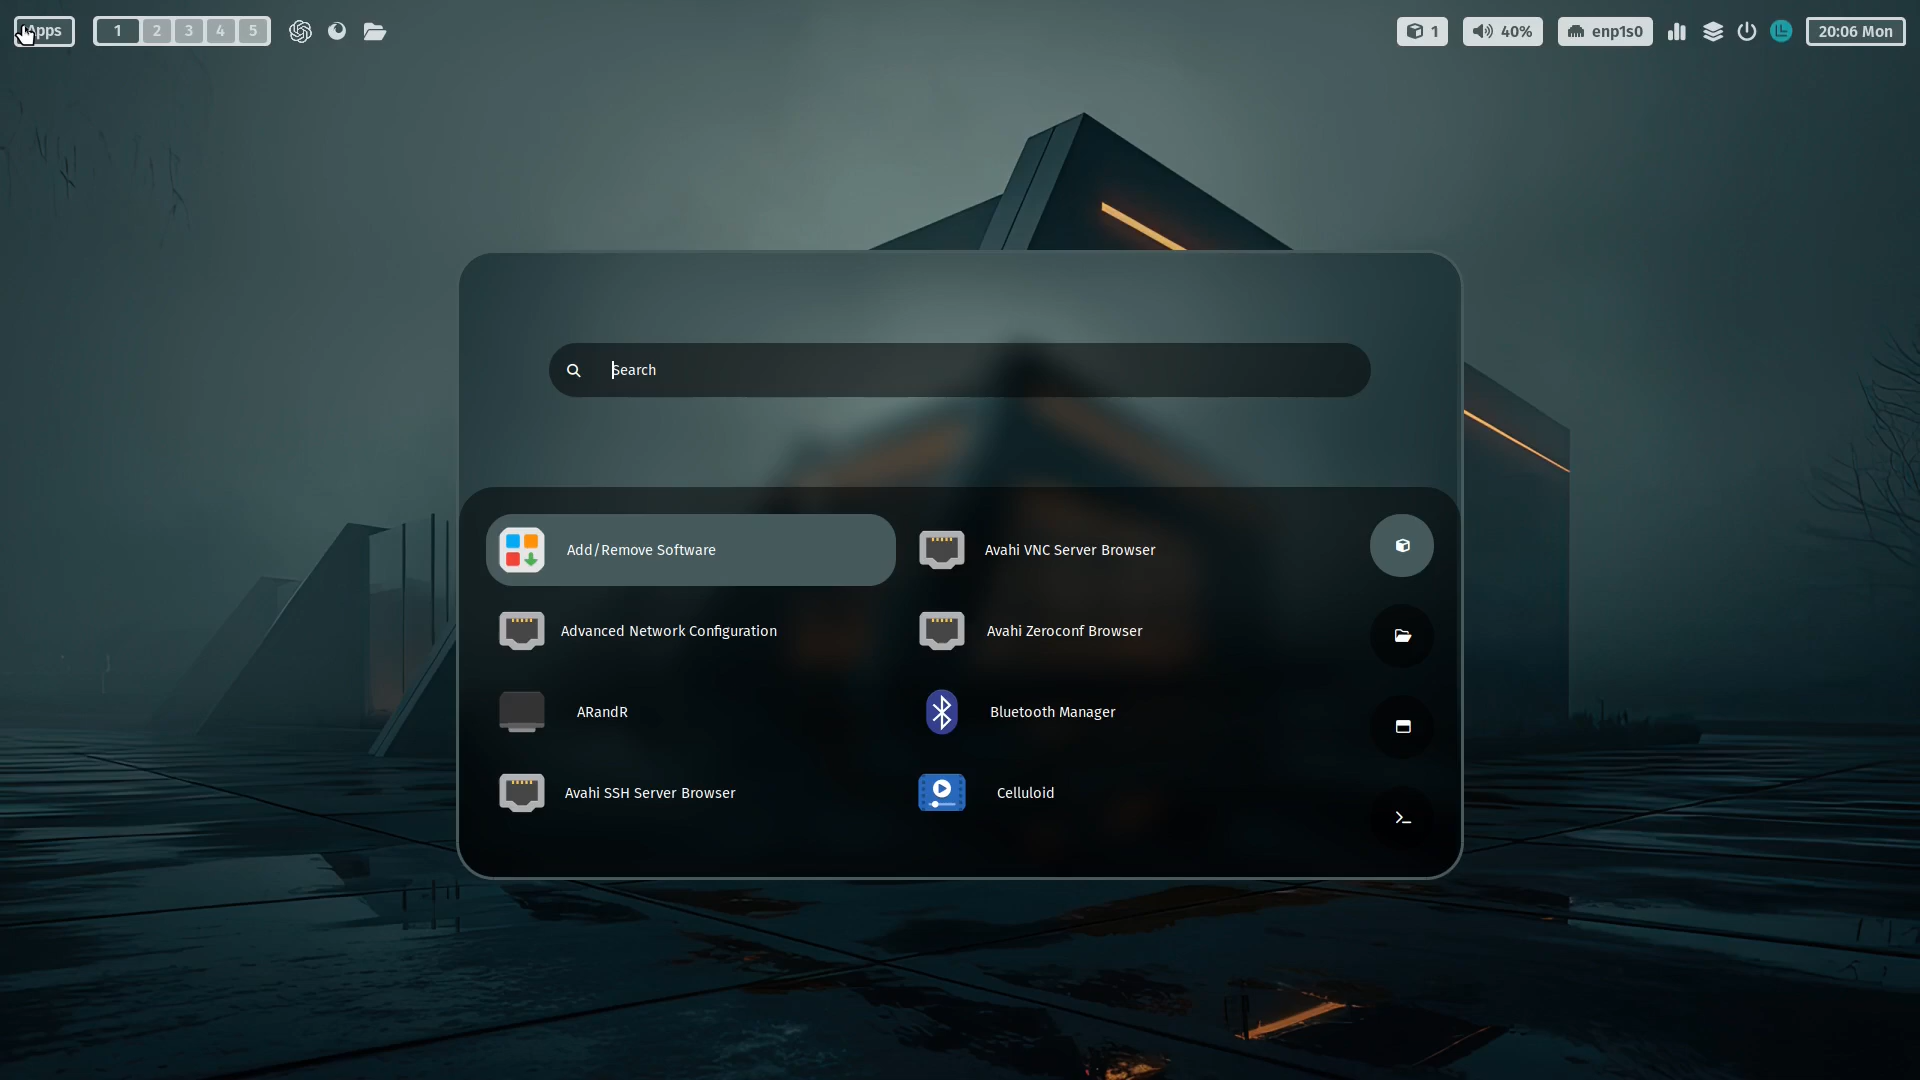 Apps
1 2 3 4 5
1
40%
enp1s0
20:06 Mon
Search
Add/Remove Software
Avahi VNC Server Browser
Advanced Network Configuration
Avahi Zeroconf Browser
ARandR
Bluetooth Manager
Avahi SSH Server Browser
Celluloid